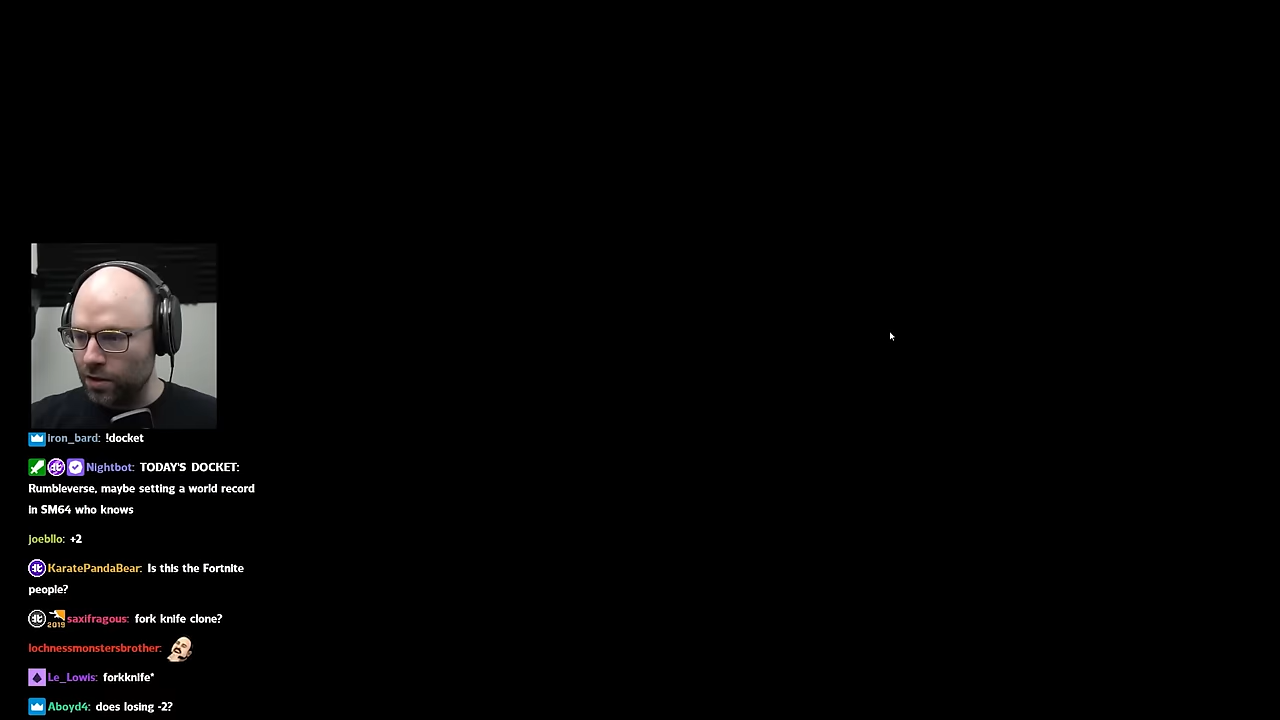 iron_bard: !docket
Nightbot: TODAY'S DOCKET:
Rumbleverse, maybe setting a world record
in SM64 who knows
Joebllo: +2
KaratePandaBear: Is this the Fortnite
people?
2019 saxifragous: fork knife clone?
lochnessmonstersbrother:
Le_Lowis: forkknife*
Aboyd4: does losing -2?